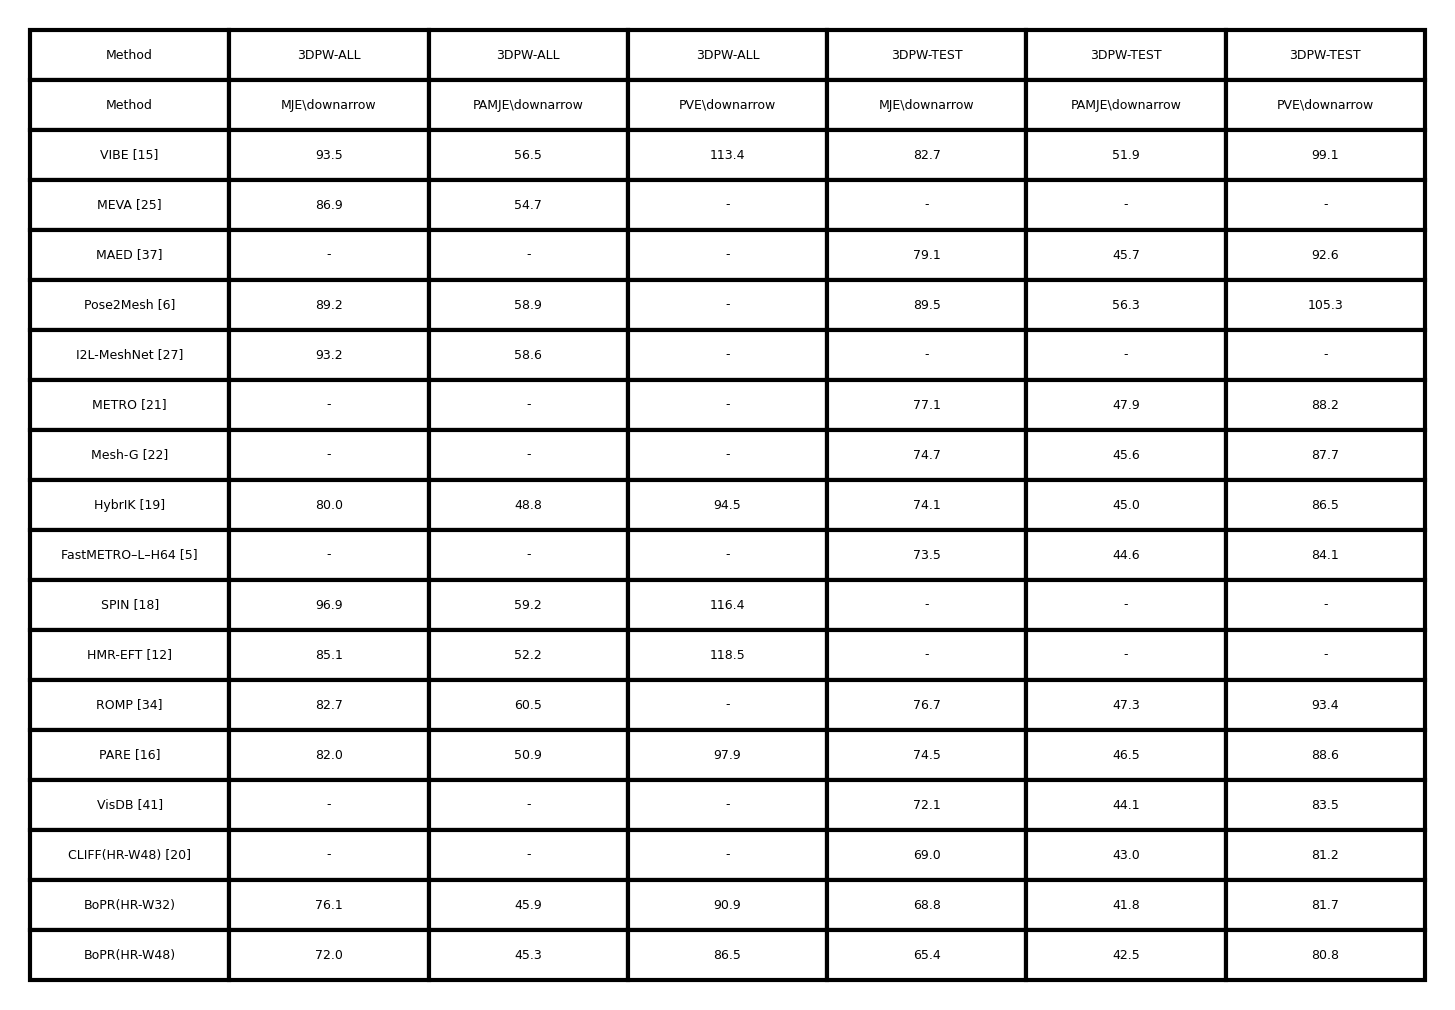 Method 3DPW-ALL 3DPW-ALL 3DPW-ALL 3DPW-TEST 3DPW-TEST 3DPW-TEST
Method MJE\downarrow PAMJE\downarrow PVE\downarrow MJE\downarrow PAMJE\downarrow PVE\downarrow
VIBE [15] 93.5 56.5 113.4 82.7 51.9 99.1
MEVA [25] 86.9 54.7 - - - -
MAED [37] - - - 79.1 45.7 92.6
Pose2Mesh [6] 89.2 58.9 - 89.5 56.3 105.3
I2L-MeshNet [27] 93.2 58.6 - - - -
METRO [21] - - - 77.1 47.9 88.2
Mesh-G [22] - - - 74.7 45.6 87.7
HybrIK [19] 80.0 48.8 94.5 74.1 45.0 86.5
FastMETRO–L–H64 [5] - - - 73.5 44.6 84.1
SPIN [18] 96.9 59.2 116.4 - - -
HMR-EFT [12] 85.1 52.2 118.5 - - -
ROMP [34] 82.7 60.5 - 76.7 47.3 93.4
PARE [16] 82.0 50.9 97.9 74.5 46.5 88.6
VisDB [41] - - - 72.1 44.1 83.5
CLIFF(HR-W48) [20] - - - 69.0 43.0 81.2
BoPR(HR-W32) 76.1 45.9 90.9 68.8 41.8 81.7
BoPR(HR-W48) 72.0 45.3 86.5 65.4 42.5 80.8